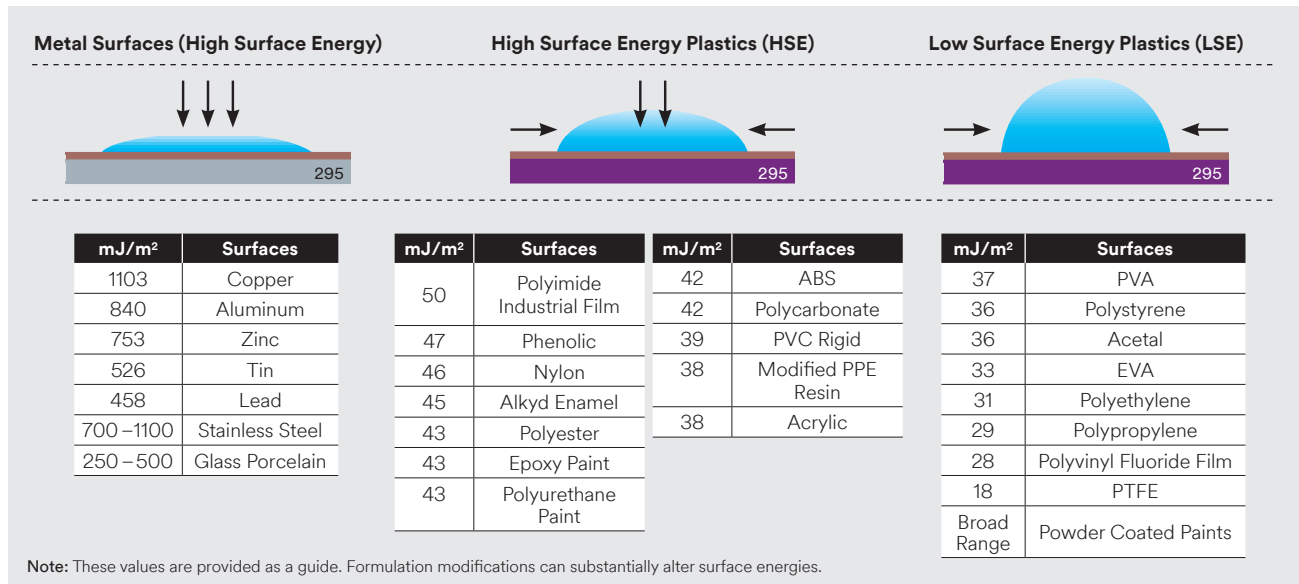 Metal Surfaces (High Surface Energy)
High Surface Energy Plastics (HSE)
Low Surface Energy Plastics (LSE)
295
295
295
mJ/m² Surfaces
1103 Copper
840 Aluminum
753 Zinc
526 Tin
458 Lead
700–1100 Stainless Steel
250–500 Glass Porcelain
mJ/m² Surfaces
50 Polyimide
Industrial Film
47 Phenolic
46 Nylon
45 Alkyd Enamel
43 Polyester
43 Epoxy Paint
43 Polyurethane
Paint
mJ/m² Surfaces
42 ABS
42 Polycarbonate
39 PVC Rigid
38 Modified PPE
Resin
38 Acrylic
mJ/m² Surfaces
37 PVA
36 Polystyrene
36 Acetal
33 EVA
31 Polyethylene
29 Polypropylene
28 Polyvinyl Fluoride Film
18 PTFE
Broad
Range Powder Coated Paints
Note: These values are provided as a guide. Formulation modifications can substantially alter surface energies.